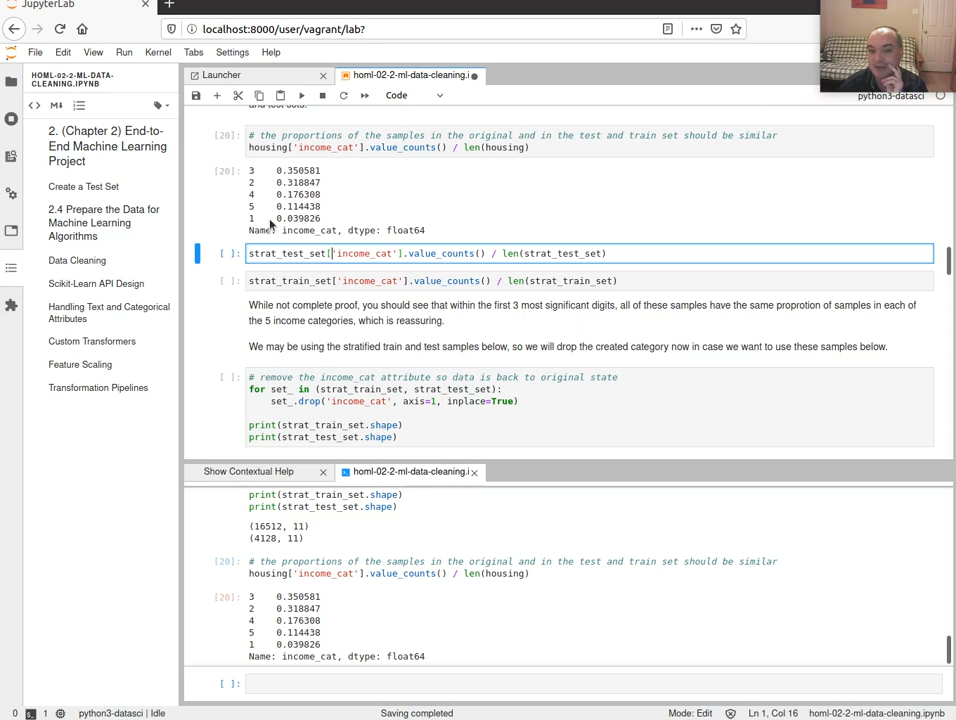 JupyterLab
localhost:8000/user/vagrant/lab?
File Edit View Run Kernel Tabs Settings Help
HOML-02-2-ML-DATA-
CLEANING.IPYNB
2. (Chapter 2) End-to-
End Machine Learning
Project
Create a Test Set
2.4 Prepare the Data for
Machine Learning
Algorithms
Data Cleaning
Scikit-Learn API Design
Handling Text and Categorical
Attributes
Custom Transformers
Feature Scaling
Transformation Pipelines
Launcher
homl-02-2-ml-data-cleaning.i
Code
python3-datasci
and test sets.
[20]: # the proportions of the samples in the original and in the test and train set should be similar
housing['income_cat'].value_counts() / len(housing)
[20]: 3 0.350581
2 0.318847
4 0.176308
5 0.114438
1 0.039826
Name: income_cat, dtype: float64
[ ]: strat_test_set['income_cat'].value_counts() / len(strat_test_set)
[ ]: strat_train_set['income_cat'].value_counts() / len(strat_train_set)
While not complete proof, you should see that within the first 3 most significant digits, all of these samples have the same proprotion of samples in each of
the 5 income categories, which is reassuring.
We may be using the stratified train and test samples below, so we will drop the created category now in case we want to use these samples below.
[ ]: # remove the income_cat attribute so data is back to original state
for set_ in (strat_train_set, strat_test_set):
set_.drop('income_cat', axis=1, inplace=True)
print(strat_train_set.shape)
print(strat_test_set.shape)
Show Contextual Help
homl-02-2-ml-data-cleaning.i
print(strat_train_set.shape)
print(strat_test_set.shape)
(16512, 11)
(4128, 11)
[20]: # the proportions of the samples in the original and in the test and train set should be similar
housing['income_cat'].value_counts() / len(housing)
[20]: 3 0.350581
2 0.318847
4 0.176308
5 0.114438
1 0.039826
Name: income_cat, dtype: float64
[ ]:
0 1 python3-datasci | Idle Saving completed Mode: Edit Ln 1, Col 16 homl-02-2-ml-data-cleaning.ipynb